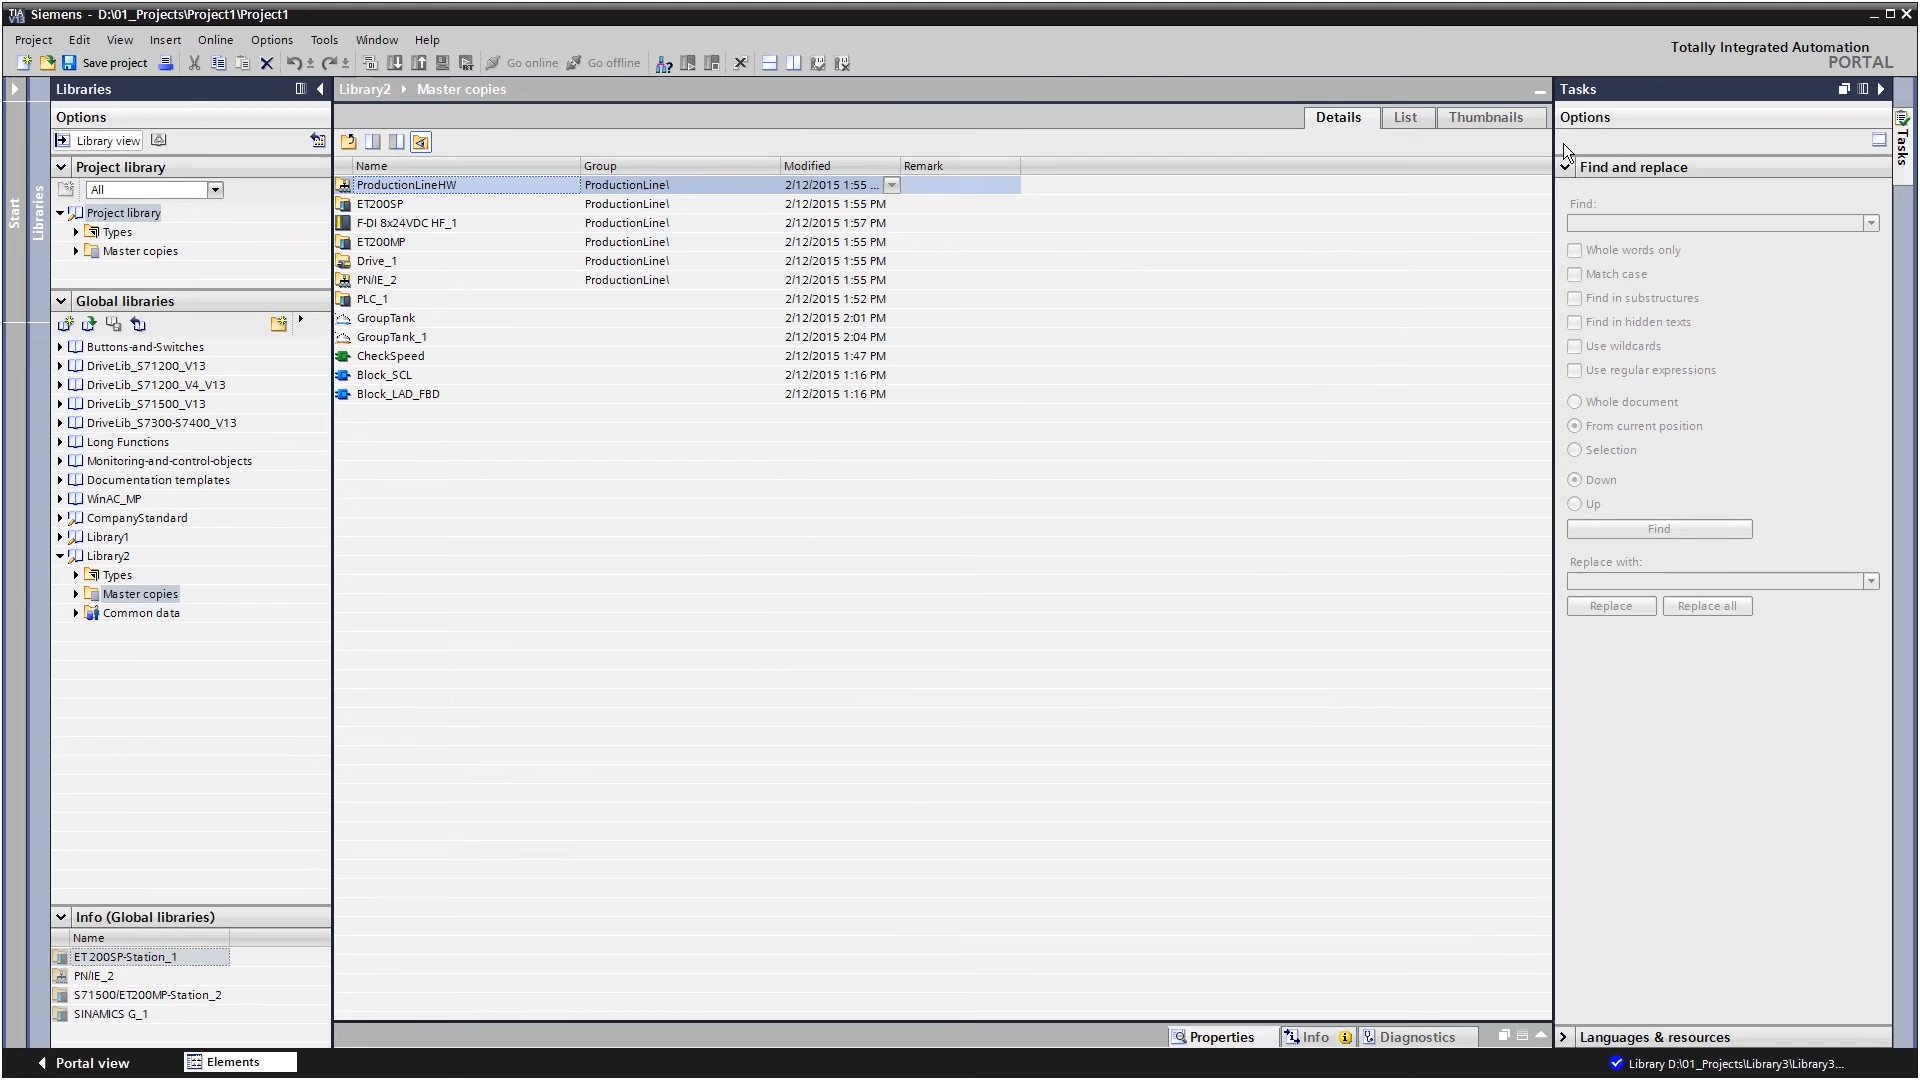 Siemens - D:\01_Projects\Project1\Project1
Project Edit View Insert Online Options Tools Window Help
Totally Integrated Automation
PORTAL
Save project Go online Go offline
Start
Libraries
Libraries
Options
Library view
Project library
All
Project library
Types
Master copies
Global libraries
Buttons-and-Switches
DriveLib_S71200_V13
DriveLib_S71200_V4_V13
DriveLib_S71500_V13
DriveLib_S7300-S7400_V13
Long Functions
Monitoring-and-control-objects
Documentation templates
WinAC_MP
CompanyStandard
Library1
Library2
Types
Master copies
Common data
Info (Global libraries)
Name
ET 200SP-Station_1
PN/IE_2
S71500/ET200MP-Station_2
SINAMICS G_1
Library2 Master copies
Details List Thumbnails
Name Group Modified Remark
ProductionLineHW ProductionLine\ 2/12/2015 1:55 ...
ET200SP ProductionLine\ 2/12/2015 1:55 PM
F-DI 8x24VDC HF_1 ProductionLine\ 2/12/2015 1:57 PM
ET200MP ProductionLine\ 2/12/2015 1:55 PM
Drive_1 ProductionLine\ 2/12/2015 1:55 PM
PN/IE_2 ProductionLine\ 2/12/2015 1:55 PM
PLC_1 2/12/2015 1:52 PM
GroupTank 2/12/2015 2:01 PM
GroupTank_1 2/12/2015 2:04 PM
CheckSpeed 2/12/2015 1:47 PM
Block_SCL 2/12/2015 1:16 PM
Block_LAD_FBD 2/12/2015 1:16 PM
Properties Info Diagnostics
Tasks
Options
Tasks
Find and replace
Find:
Whole words only
Match case
Find in substructures
Find in hidden texts
Use wildcards
Use regular expressions
Whole document
From current position
Selection
Down
Up
Find
Replace with:
Replace Replace all
Languages & resources
Portal view Elements
Library D:\01_Projects\Library3\Library3...